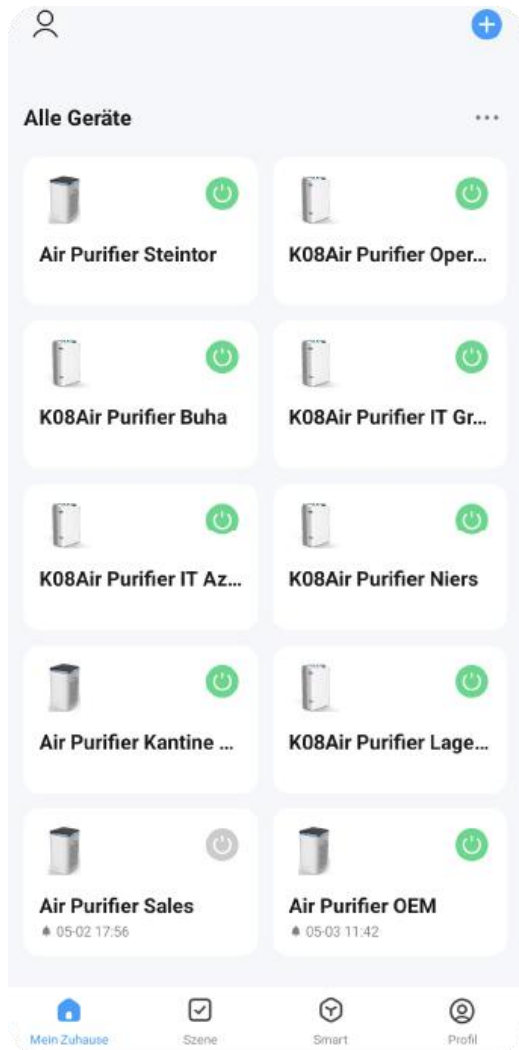 Alle Geräte
Air Purifier Steintor
K08Air Purifier Oper...
K08Air Purifier Buha
K08Air Purifier IT Gr...
K08Air Purifier IT Az...
K08Air Purifier Niers
Air Purifier Kantine ...
K08Air Purifier Lage...
Air Purifier Sales
05-02 17:56
Air Purifier OEM
05-03 11:42
Mein Zuhause
Szene
Smart
Profil